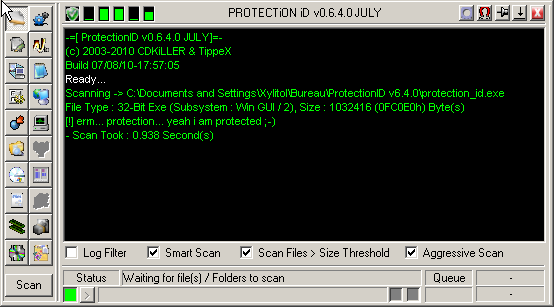 PROTECTiON iD v0.6.4.0 JULY
-=[ ProtectionID v0.6.4.0 JULY]=-
(c) 2003-2010 CDKiLLER & TippeX
Build 07/08/10-17:57:05
Ready...
Scanning -> C:\Documents and Settings\Xylitol\Bureau\ProtectionID v6.4.0\protection_id.exe
File Type : 32-Bit Exe (Subsystem : Win GUI / 2), Size : 1032416 (0FC0E0h) Byte(s)
[!] erm... protection... yeah i am protected ;-)
- Scan Took : 0.938 Second(s)
Log Filter Smart Scan Scan Files > Size Threshold Aggressive Scan
Scan Status Waiting for file(s) / Folders to scan Queue -
>